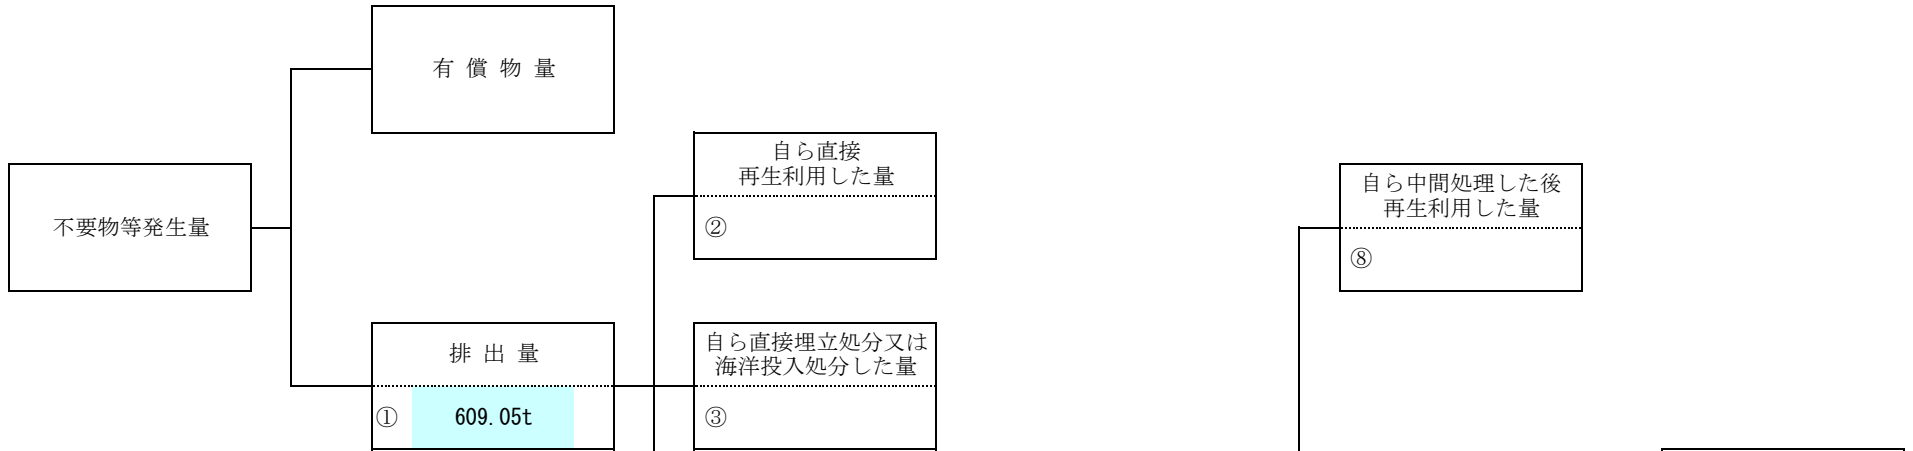 有 償 物 量
自ら直接
再生利用した量
②
自ら中間処理した後
再生利用した量
⑧
不要物等発生量
排 出 量
① 609.05t
自ら直接埋立処分又は
海洋投入処分した量
③